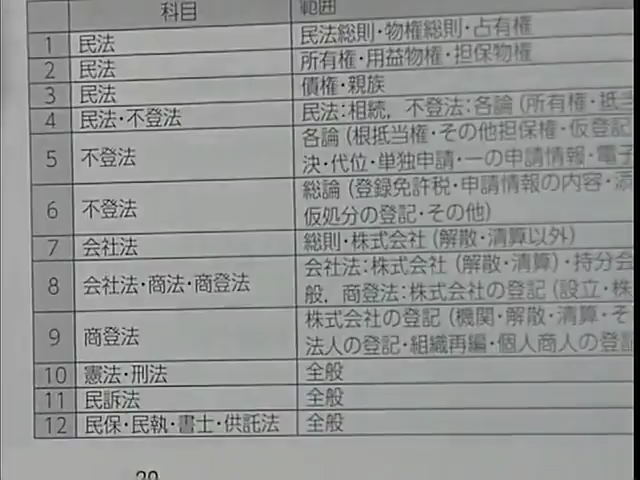 科目 範囲
1 民法 民法総則・物権総則・占有権
2 民法 所有権・用益物権・担保物権
3 民法 債権・親族
4 民法・不登法 民法：相続，不登法：各論（所有権・抵当
5 不登法 各論（根抵当権・その他担保権・仮登記
決・代位・単独申請・一の申請情報・電子
6 不登法 総論（登録免許税・申請情報の内容・添
仮処分の登記・その他）
7 会社法 総則・株式会社（解散・清算以外）
8 会社法・商法・商登法 会社法：株式会社（解散・清算）・持分会
般，商登法：株式会社の登記（設立・株
9 商登法 株式会社の登記（機関・解散・清算・そ
法人の登記・組織再編・個人商人の登記
10 憲法・刑法 全般
11 民訴法 全般
12 民保・民執・書士・供託法 全般